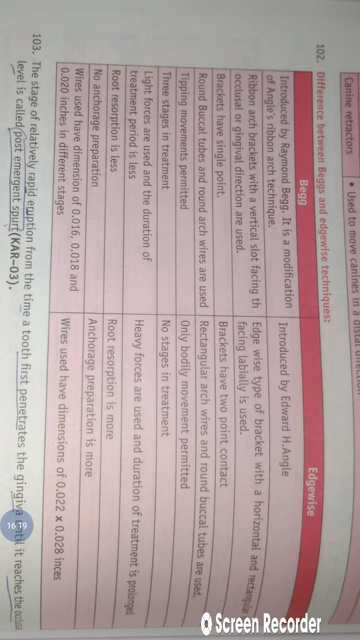 Canine retractors
• Used to move canines in a distal direction
102. Difference between Beggs and edgewise techniques:
Begg
Edgewise
Introduced by Raymond Begg. It is a modification
of Angle's ribbon arch technique.
Introduced by Edward H.Angle
Ribbon arch brackets with a vertical slot facing th
occlusal or gingival direction are used.
Edge wise type of bracket with a horizontal and rectangular
facing labially is used.
Brackets have single point.
Brackets have two point contact
Round Buccal tubes and round arch wires are used
Rectangular arch wires and round buccal tubes are used.
Tipping movements permitted
Only bodily movement permitted
Three stages in treatment
No stages in treatment
Light forces are used and the duration of
treatment period is less
Heavy forces are used and duration of treatment is prolonged
Root resorption is less
Root resorption is more
No anchorage preparation
Anchorage preparation is more
Wires used have dimension of 0.016, 0.018 and
0.020 inches in different stages
Wires used have dimensions of 0.022 x 0.028 inces
103. The stage of relatively rapid eruption from the time a tooth first penetrates the gingiva until it reaches the
level is called post emergent spurt (KAR-03).
Screen Recorder